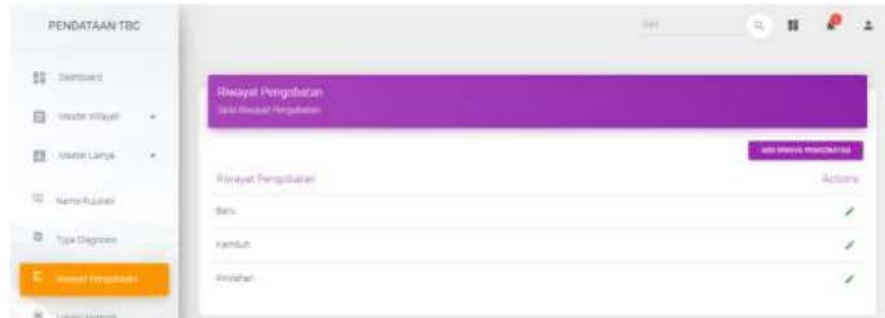 PENDATAAN TBC
Dashboard
Master Wilayah
Master Lainya
Nama Rujukan
Type Diagnosis
Riwayat Pengobatan
Riwayat Pengobatan
Data Riwayat Pengobatan
ADD RIWAYAT PENGOBATAN
Riwayat Pengobatan
Actions
Baru
Kambuh
Pindahan